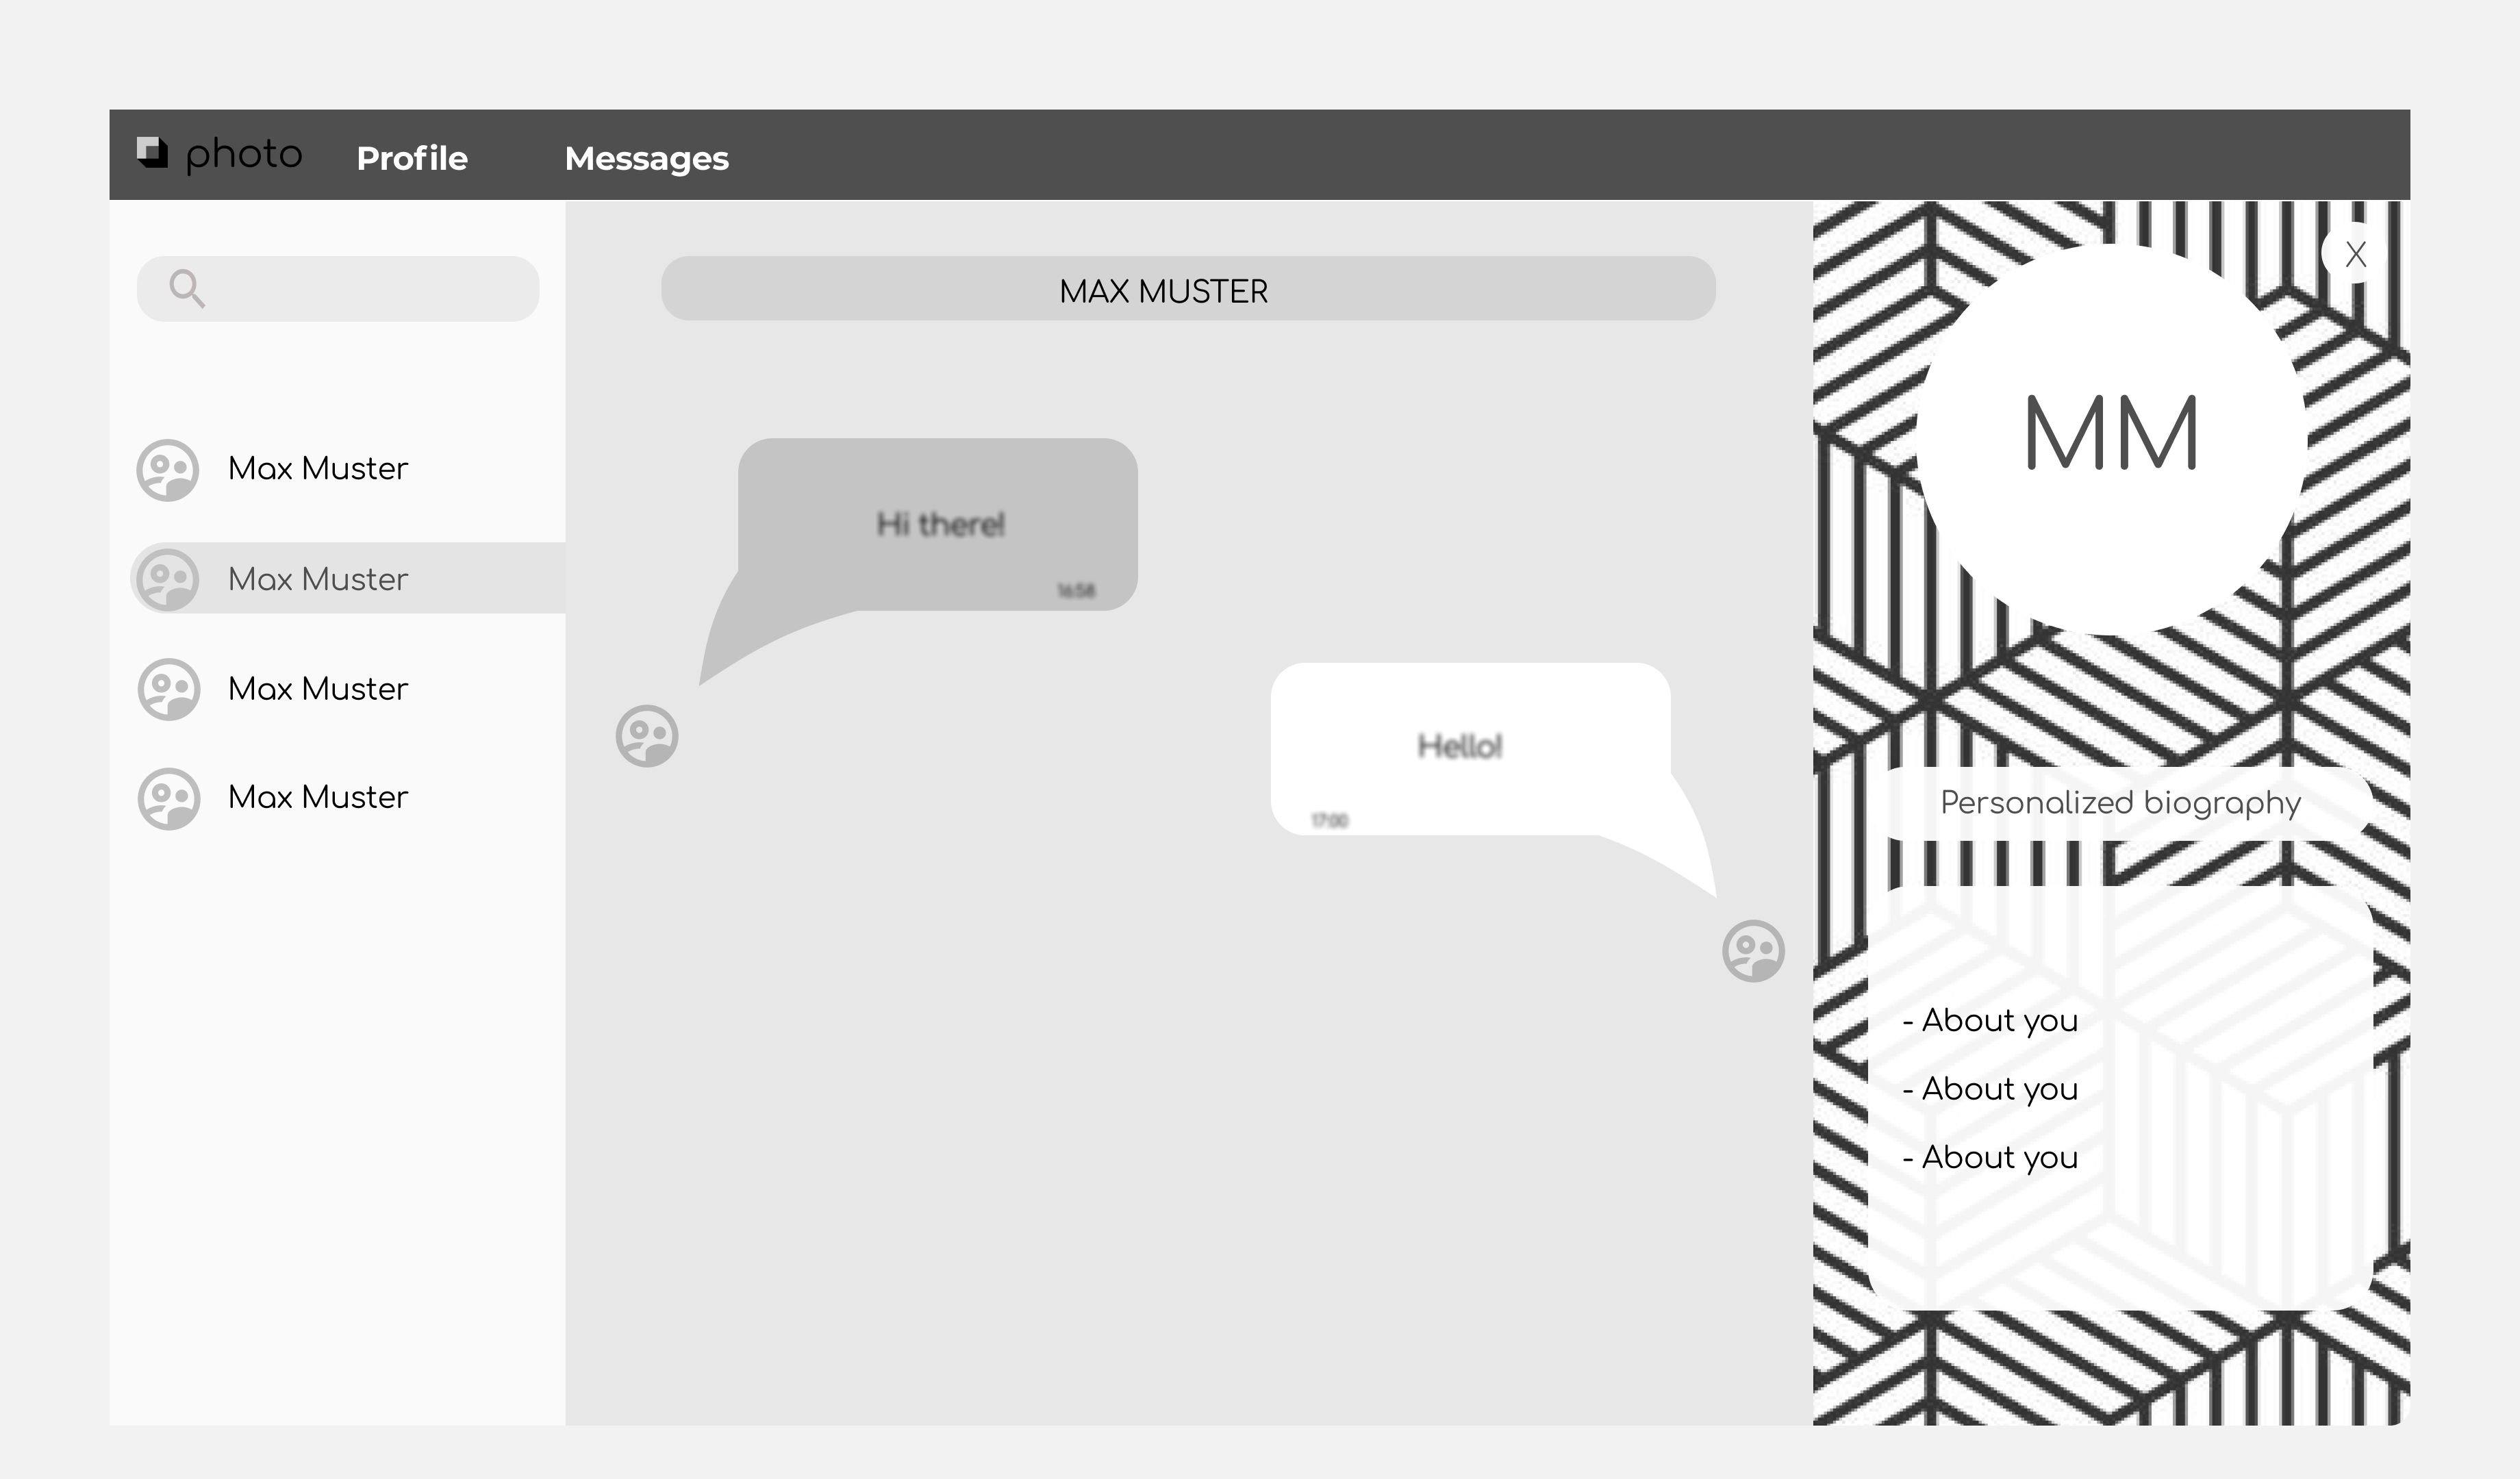 photo Profile Messages
MAX MUSTER
Max Muster
Max Muster
Max Muster
Max Muster
Hi there!
16:58
Hello!
17:00
X
MM
Personalized biography
- About you
- About you
- About you